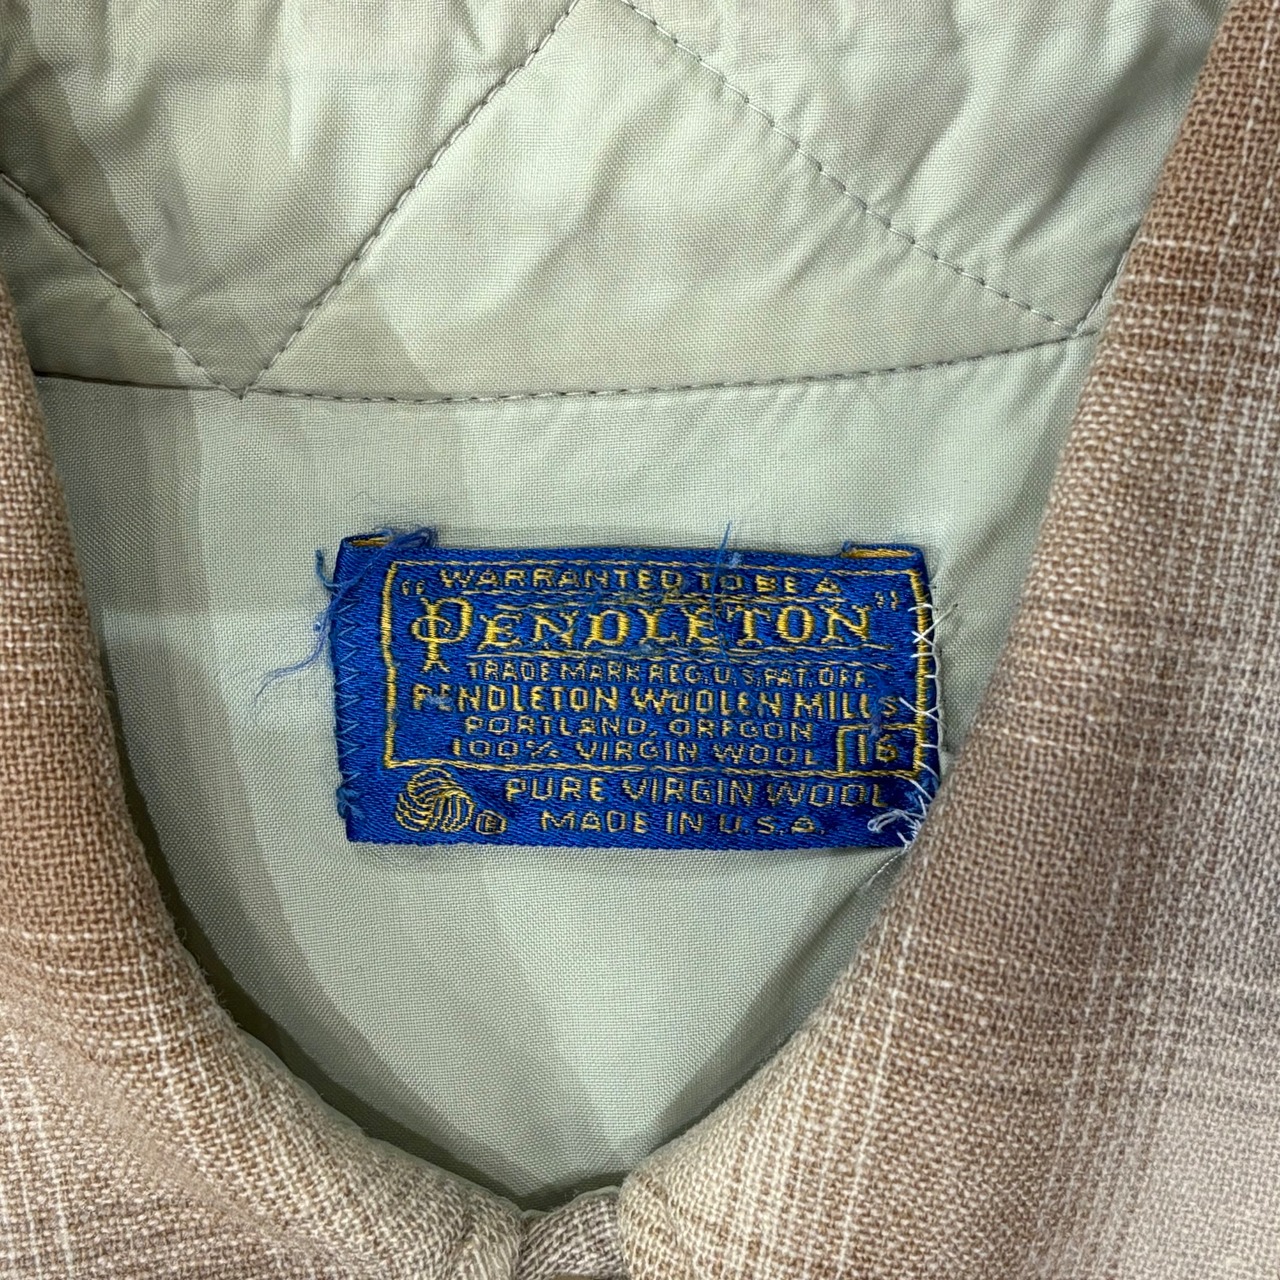 WARRANTED TO BE A
"PENDLETON"
TRADE MARK REG. U.S. PAT. OFF.
PENDLETON WOOLEN MILLS
PORTLAND, OREGON
100% VIRGIN WOOL 16
PURE VIRGIN WOOL
® MADE IN U.S.A.